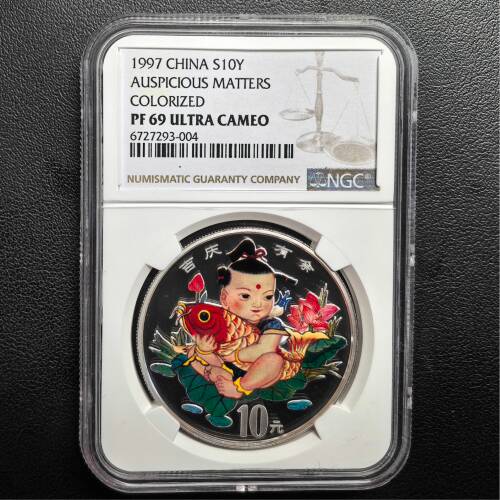 1997 CHINA S10Y
AUSPICIOUS MATTERS
COLORIZED
PF 69 ULTRA CAMEO
6727293-004
NUMISMATIC GUARANTY COMPANY
NGC
吉庆有余
10元